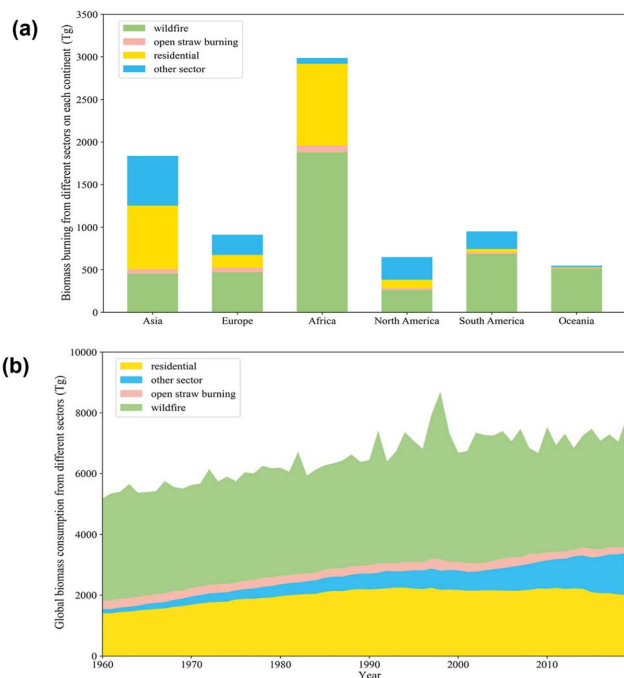 (a)
Biomass burning from different sectors on each continent (Tg)
3500
3000
2500
2000
1500
1000
500
0
wildfire
open straw burning
residential
other sector
Asia Europe Africa North America South America Oceania
(b)
Global biomass consumption from different sectors (Tg)
10000
8000
6000
4000
2000
0
residential
other sector
open straw burning
wildfire
1960 1970 1980 1990 2000 2010
Year